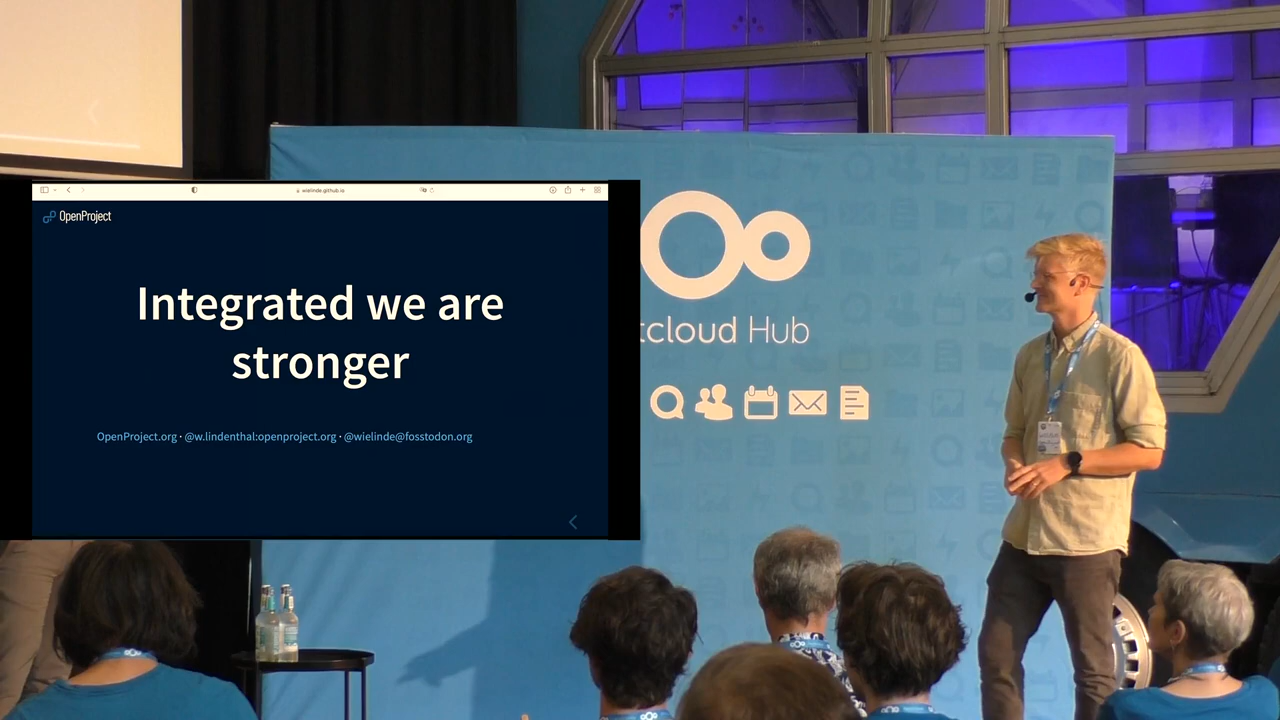 wielinde.github.io
OpenProject
Integrated we are
stronger
OpenProject.org · @w.lindenthal:openproject.org · @wielinde@fosstodon.org
tcloud Hub